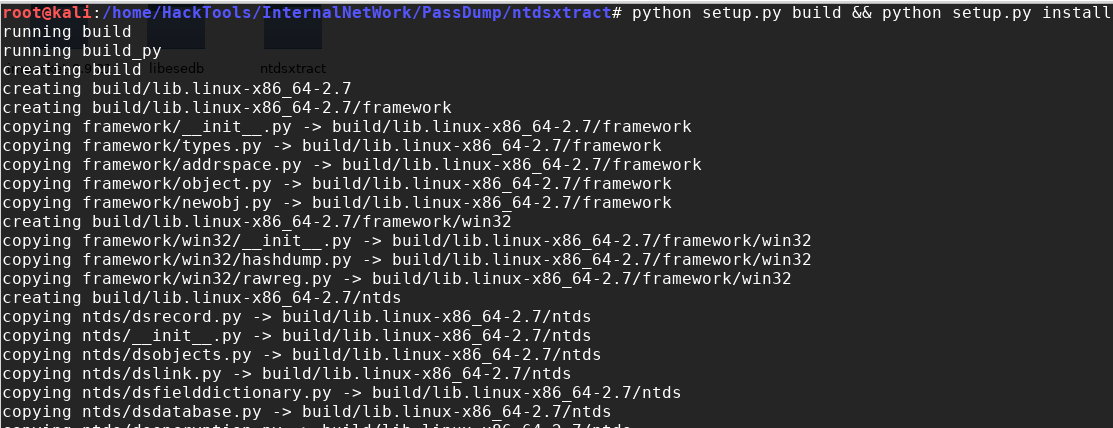 root@kali:/home/HackTools/InternalNetWork/PassDump/ntdsxtract# python setup.py build && python setup.py install
running build
running build_py
creating build
libesedb
ntdsxtract
creating build/lib.linux-x86_64-2.7
creating build/lib.linux-x86_64-2.7/framework
copying framework/__init__.py -> build/lib.linux-x86_64-2.7/framework
copying framework/types.py -> build/lib.linux-x86_64-2.7/framework
copying framework/addrspace.py -> build/lib.linux-x86_64-2.7/framework
copying framework/object.py -> build/lib.linux-x86_64-2.7/framework
copying framework/newobj.py -> build/lib.linux-x86_64-2.7/framework
creating build/lib.linux-x86_64-2.7/framework/win32
copying framework/win32/__init__.py -> build/lib.linux-x86_64-2.7/framework/win32
copying framework/win32/hashdump.py -> build/lib.linux-x86_64-2.7/framework/win32
copying framework/win32/rawreg.py -> build/lib.linux-x86_64-2.7/framework/win32
creating build/lib.linux-x86_64-2.7/ntds
copying ntds/dsrecord.py -> build/lib.linux-x86_64-2.7/ntds
copying ntds/__init__.py -> build/lib.linux-x86_64-2.7/ntds
copying ntds/dsobjects.py -> build/lib.linux-x86_64-2.7/ntds
copying ntds/dslink.py -> build/lib.linux-x86_64-2.7/ntds
copying ntds/dsfielddictionary.py -> build/lib.linux-x86_64-2.7/ntds
copying ntds/dsdatabase.py -> build/lib.linux-x86_64-2.7/ntds